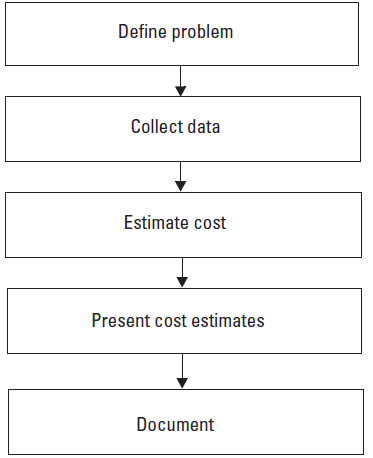 Define problem
Collect data
Estimate cost
Present cost estimates
Document